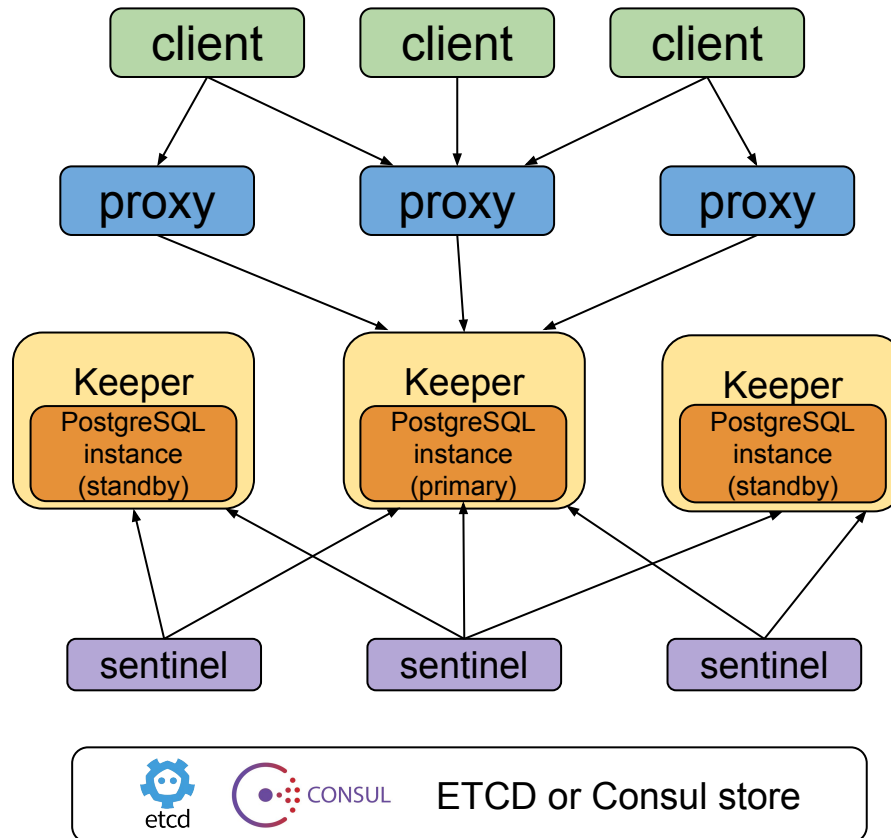 client
client
client
proxy
proxy
proxy
Keeper
PostgreSQL
instance
(standby)
Keeper
PostgreSQL
instance
(primary)
Keeper
PostgreSQL
instance
(standby)
sentinel
sentinel
sentinel
etcd
CONSUL
ETCD or Consul store